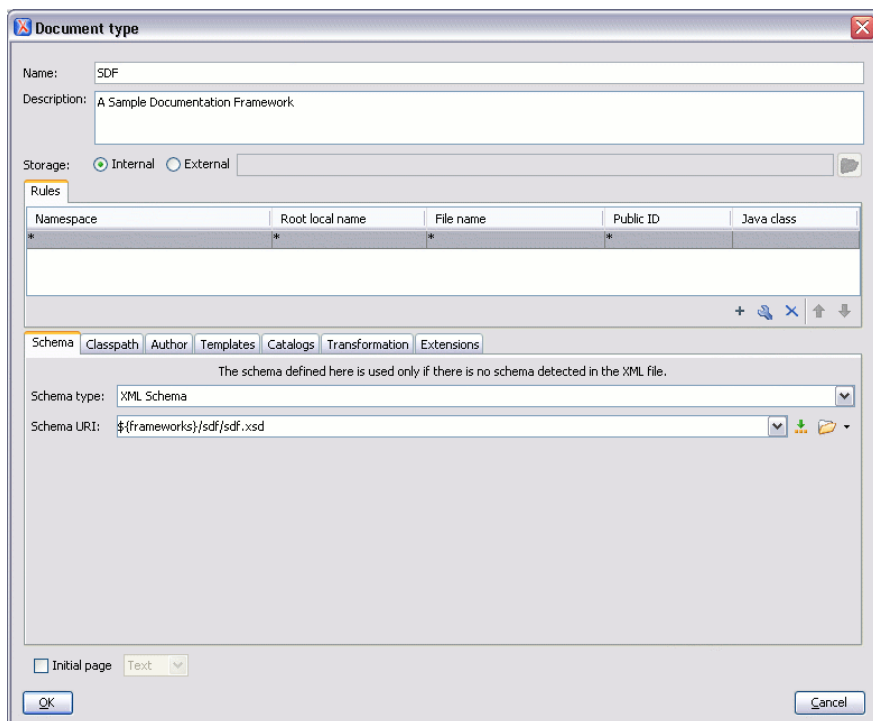 Document type
Name: SDF
Description: A Sample Documentation Framework
Storage: Internal External
Rules
Namespace Root local name File name Public ID Java class
* * * *
Schema Classpath Author Templates Catalogs Transformation Extensions
The schema defined here is used only if there is no schema detected in the XML file.
Schema type: XML Schema
Schema URI: ${frameworks}/sdf/sdf.xsd
Initial page Text
OK Cancel